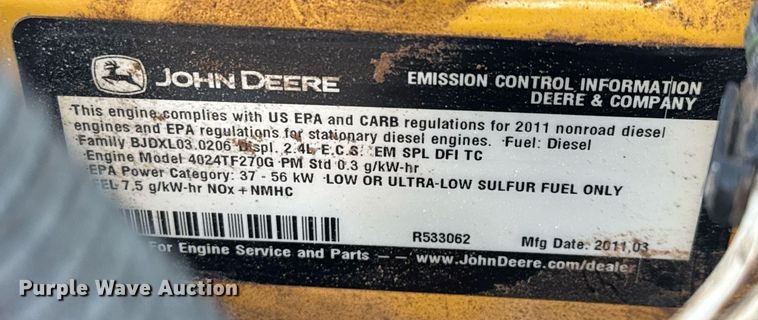 JOHN DEERE
EMISSION CONTROL INFORMATION
DEERE & COMPANY
This engine complies with US EPA and CARB regulations for 2011 nonroad diesel
engines and EPA regulations for stationary diesel engines. ·Fuel: Diesel
·Family BJDXL03.0206 ·Displ. 2.4L ·E.C.S. :EM SPL DFI TC
·Engine Model 4024TF270G ·PM Std 0.3 g/kW-hr
·EPA Power Category: 37 - 56 kW ·LOW OR ULTRA-LOW SULFUR FUEL ONLY
FEL 7.5 g/kW-hr NOx + NMHC
R533062 Mfg Date: 2011.03
For Engine Service and Parts — — www.JohnDeere.com/dealer
Purple Wave Auction